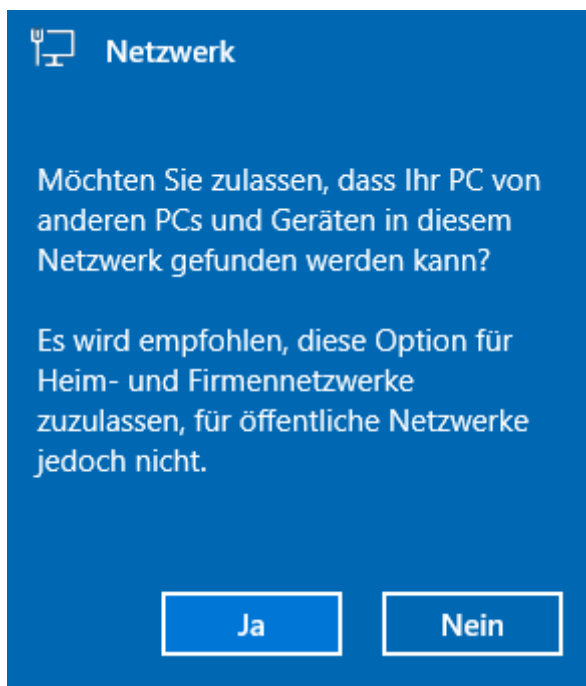 Netzwerk
Möchten Sie zulassen, dass Ihr PC von
anderen PCs und Geräten in diesem
Netzwerk gefunden werden kann?
Es wird empfohlen, diese Option für
Heim- und Firmennetzwerke
zuzulassen, für öffentliche Netzwerke
jedoch nicht.
Ja
Nein